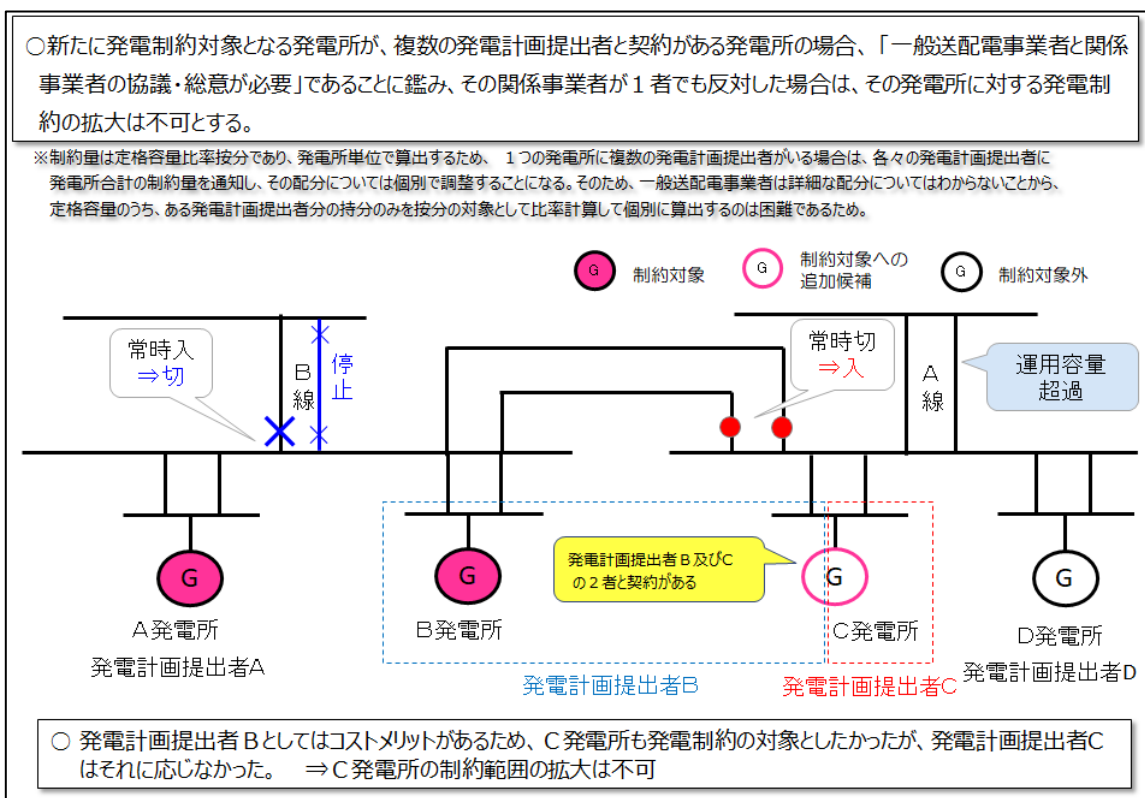 ○新たに発電制約対象となる発電所が、複数の発電計画提出者と契約がある発電所の場合、「一般送配電事業者と関係
事業者の協議・総意が必要」であることに鑑み、その関係事業者が１者でも反対した場合は、その発電所に対する発電制
約の拡大は不可とする。
※制約量は定格容量比率按分であり、発電所単位で算出するため、 １つの発電所に複数の発電計画提出者がいる場合は、各々の発電計画提出者に
発電所合計の制約量を通知し、その配分については個別で調整することになる。そのため、一般送配電事業者は詳細な配分についてはわからないことから、
定格容量のうち、ある発電計画提出者分の持分のみを按分の対象として比率計算して個別に算出するのは困難であるため。
G 制約対象
G 制約対象への
追加候補
G 制約対象外
常時入
⇒切
B線
停止
常時切
⇒入
A線
運用容量
超過
発電計画提出者B及びC
の２者と契約がある
G
G
G
G
A発電所
発電計画提出者A
B発電所
C発電所
D発電所
発電計画提出者D
発電計画提出者B
発電計画提出者C
○ 発電計画提出者Ｂとしてはコストメリットがあるため、Ｃ発電所も発電制約の対象としたかったが、発電計画提出者C
はそれに応じなかった。 ⇒Ｃ発電所の制約範囲の拡大は不可